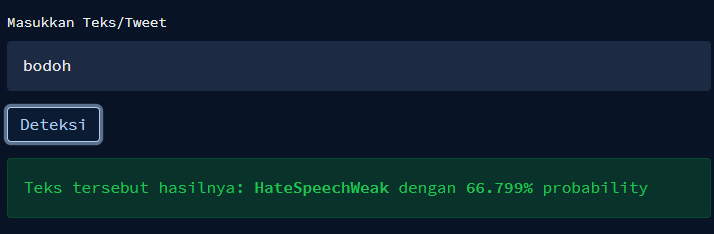 Masukkan Teks/Tweet
bodoh
Deteksi
Teks tersebut hasilnya: HateSpeechWeak dengan 66.799% probability